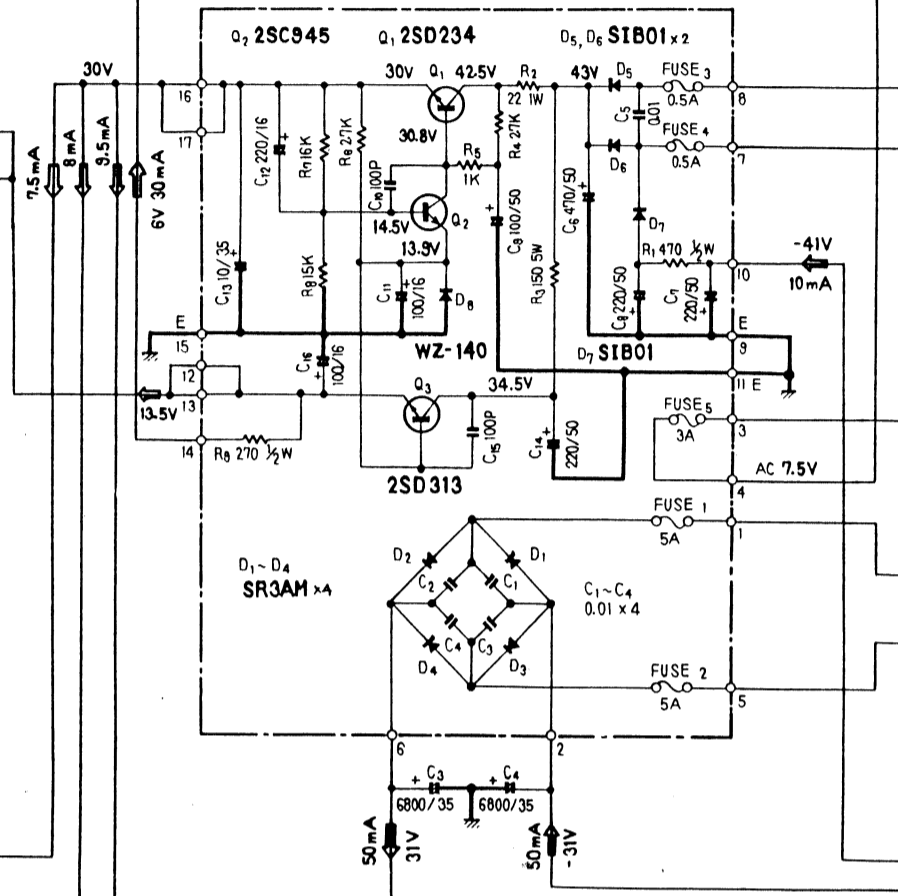 Q2 2SC945
Q1 2SD234
D5, D6 SIB01 x 2
30V
30V
Q1
42.5V
R2
22 1W
43V
D5
FUSE 3
0.5A
8
16
17
C5
0.01
FUSE 4
0.5A
7
D6
7.5mA
8mA
9.5mA
6V 30mA
C12 220/16
R7 16K
R6 27K
30.8V
R5
1K
R4 27K
C10 100P
14.5V
Q2
13.9V
C9 100/50
C6 470/50
D7
R1 470 ½W
-41V
10
10mA
C13 10/35
R8 15K
C11
100/16
D8
R3 150 5W
C8 220/50
C7
220/50
E
15
E
9
WZ-140
D7 SIB01
C16
100/16
12
13
13.5V
Q3
34.5V
11 E
FUSE 5
3A
3
14
R9 270 ½W
C15 100P
C14
220/50
2SD313
AC 7.5V
4
FUSE 1
5A
1
D1~D4
SR3AM x4
D2
D1
C2
C1
C4
C3
D4
D3
C1~C4
0.01 x 4
FUSE 2
5A
5
6
2
+ C3
+ C4
6800/35
6800/35
50mA
31V
50mA
-31V